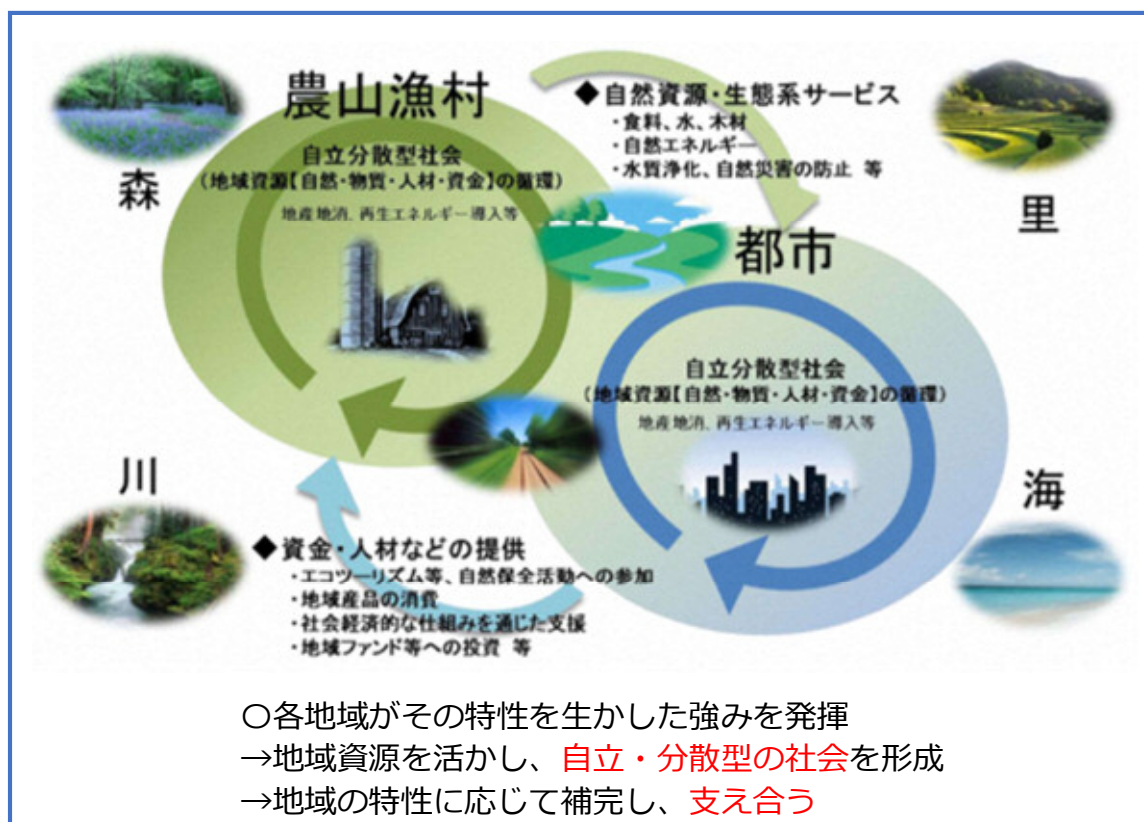 農山漁村
自立分散型社会
(地域資源【自然・物質・人材・資金】の循環)
地産地消、再生エネルギー導入等
森
◆自然資源・生態系サービス
・食料、水、木材
・自然エネルギー
・水質浄化、自然災害の防止 等
里
都市
自立分散型社会
(地域資源【自然・物質・人材・資金】の循環)
地産地消、再生エネルギー導入等
川
海
◆資金・人材などの提供
・エコツーリズム等、自然保全活動への参加
・地域産品の消費
・社会経済的な仕組みを通じた支援
・地域ファンド等への投資 等
〇各地域がその特性を生かした強みを発揮
→地域資源を活かし、自立・分散型の社会を形成
→地域の特性に応じて補完し、支え合う